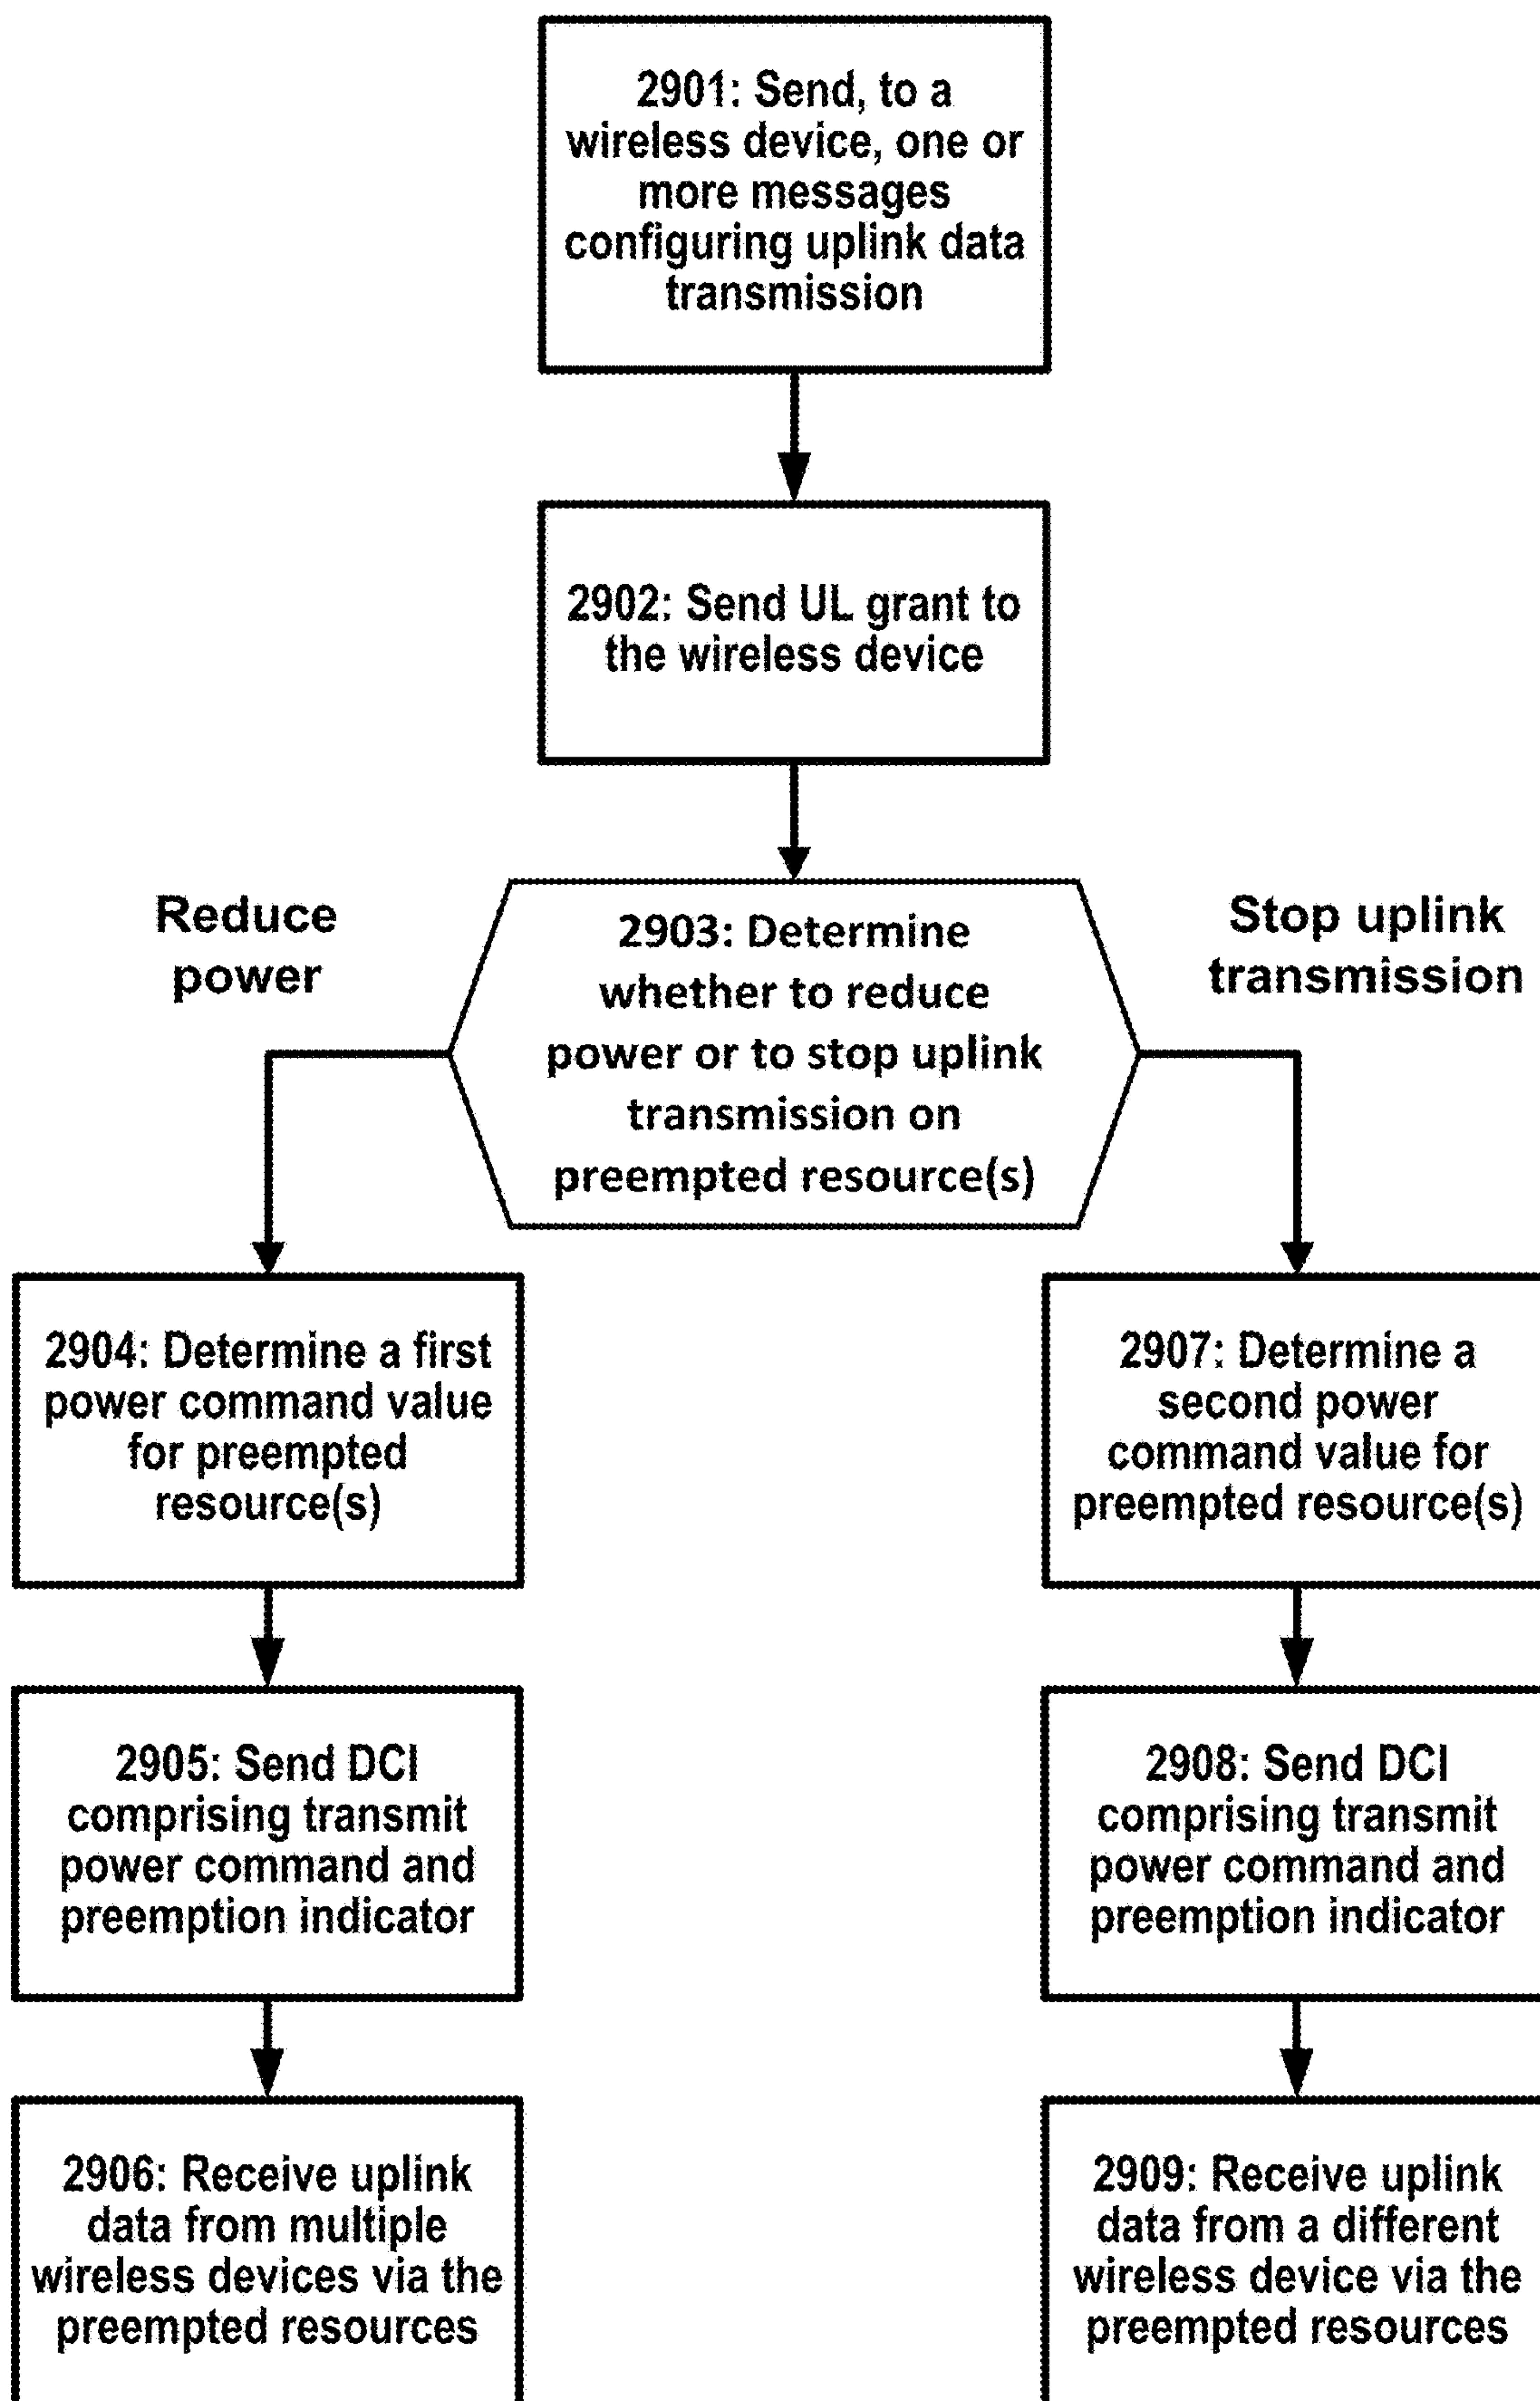 2901: Send, to a
wireless device, one or
more messages
configuring uplink data
transmission
2902: Send UL grant to
the wireless device
Reduce
power
2903: Determine
whether to reduce
power or to stop uplink
transmission on
preempted resource(s)
Stop uplink
transmission
2904: Determine a first
power command value
for preempted
resource(s)
2905: Send DCI
comprising transmit
power command and
preemption indicator
2906: Receive uplink
data from multiple
wireless devices via the
preempted resources
2907: Determine a
second power
command value for
preempted resource(s)
2908: Send DCI
comprising transmit
power command and
preemption indicator
2909: Receive uplink
data from a different
wireless device via the
preempted resources